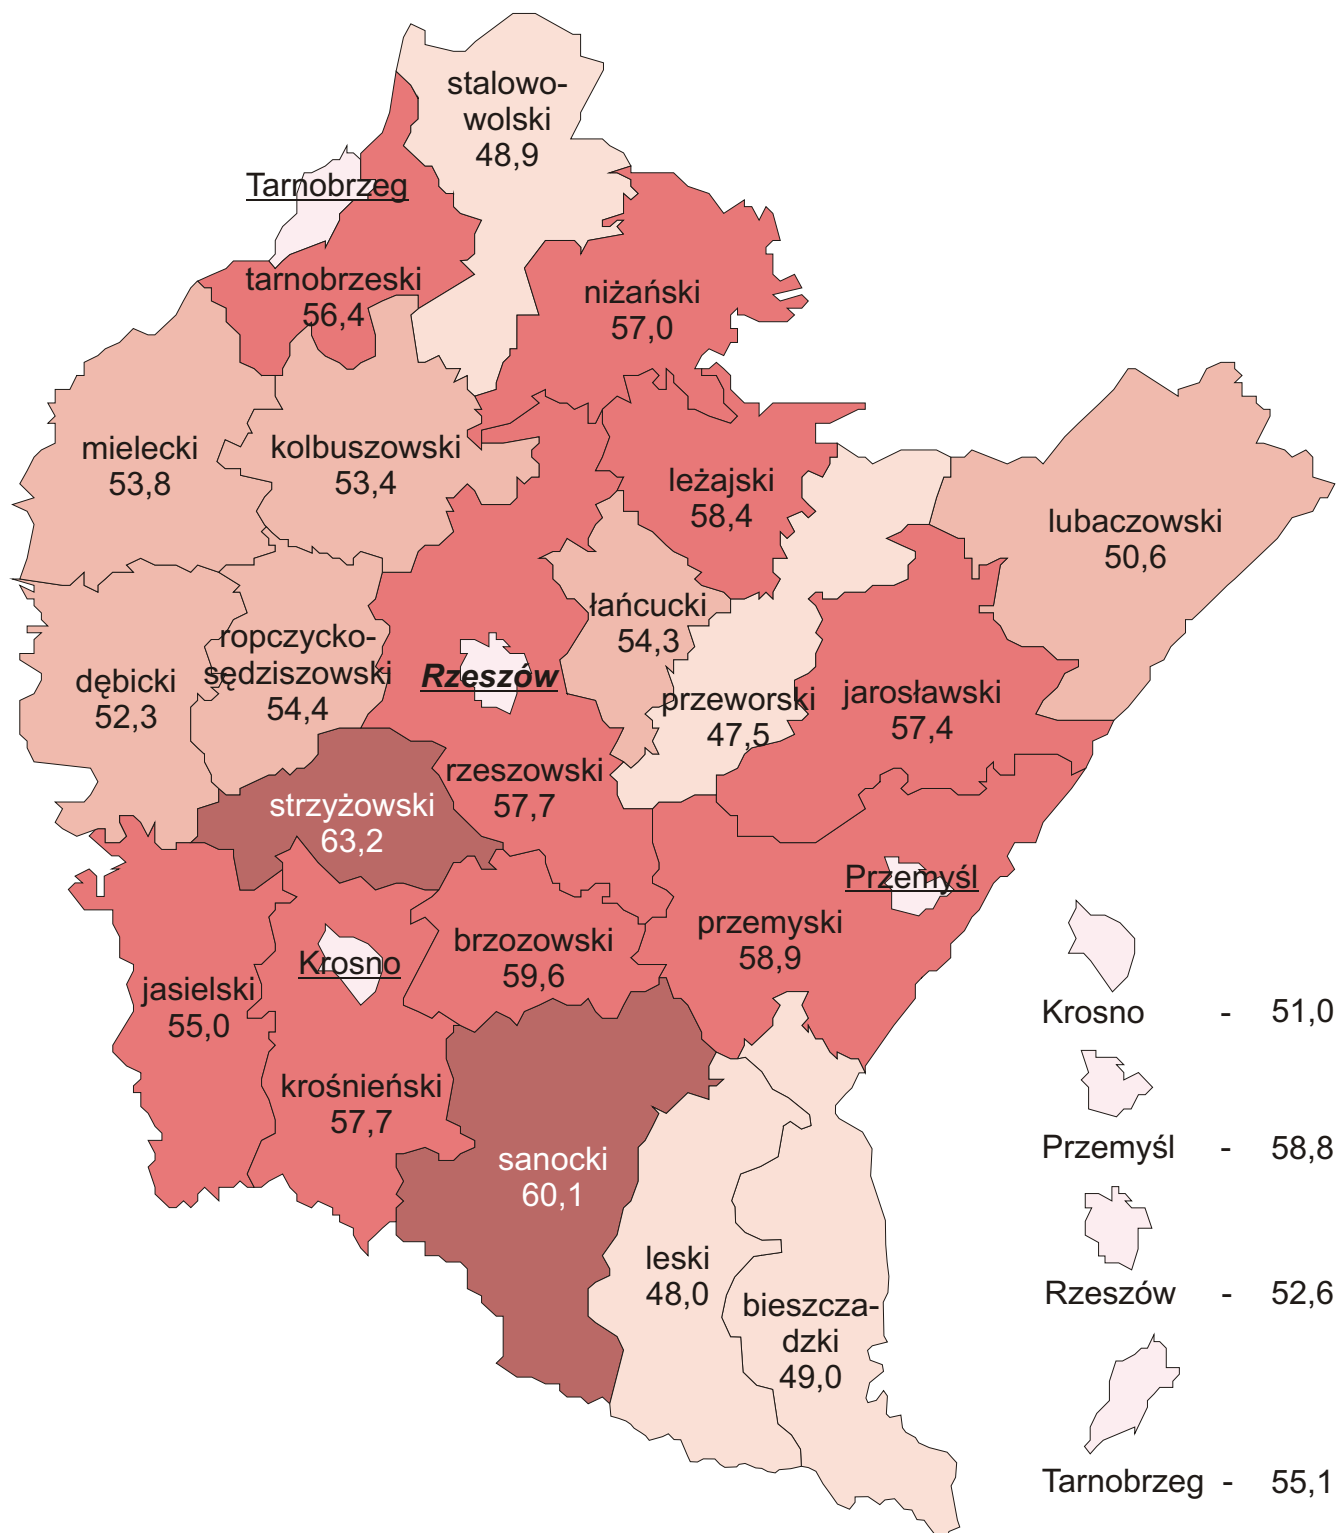 stalowo-
wolski
48,9
Tarnobrzeg
tarnobrzeski
56,4
niżański
57,0
mielecki
53,8
kolbuszowski
53,4
leżajski
58,4
lubaczowski
50,6
łańcucki
54,3
ropczycko-
sędziszowski
54,4
dębicki
52,3
Rzeszów
przeworski
47,5
jarosławski
57,4
rzeszowski
57,7
strzyżowski
63,2
Przemyśl
przemyski
58,9
brzozowski
59,6
Krosno
jasielski
55,0
krośnieński
57,7
sanocki
60,1
leski
48,0
bieszcza-
dzki
49,0
Krosno - 51,0
Przemyśl - 58,8
Rzeszów - 52,6
Tarnobrzeg - 55,1